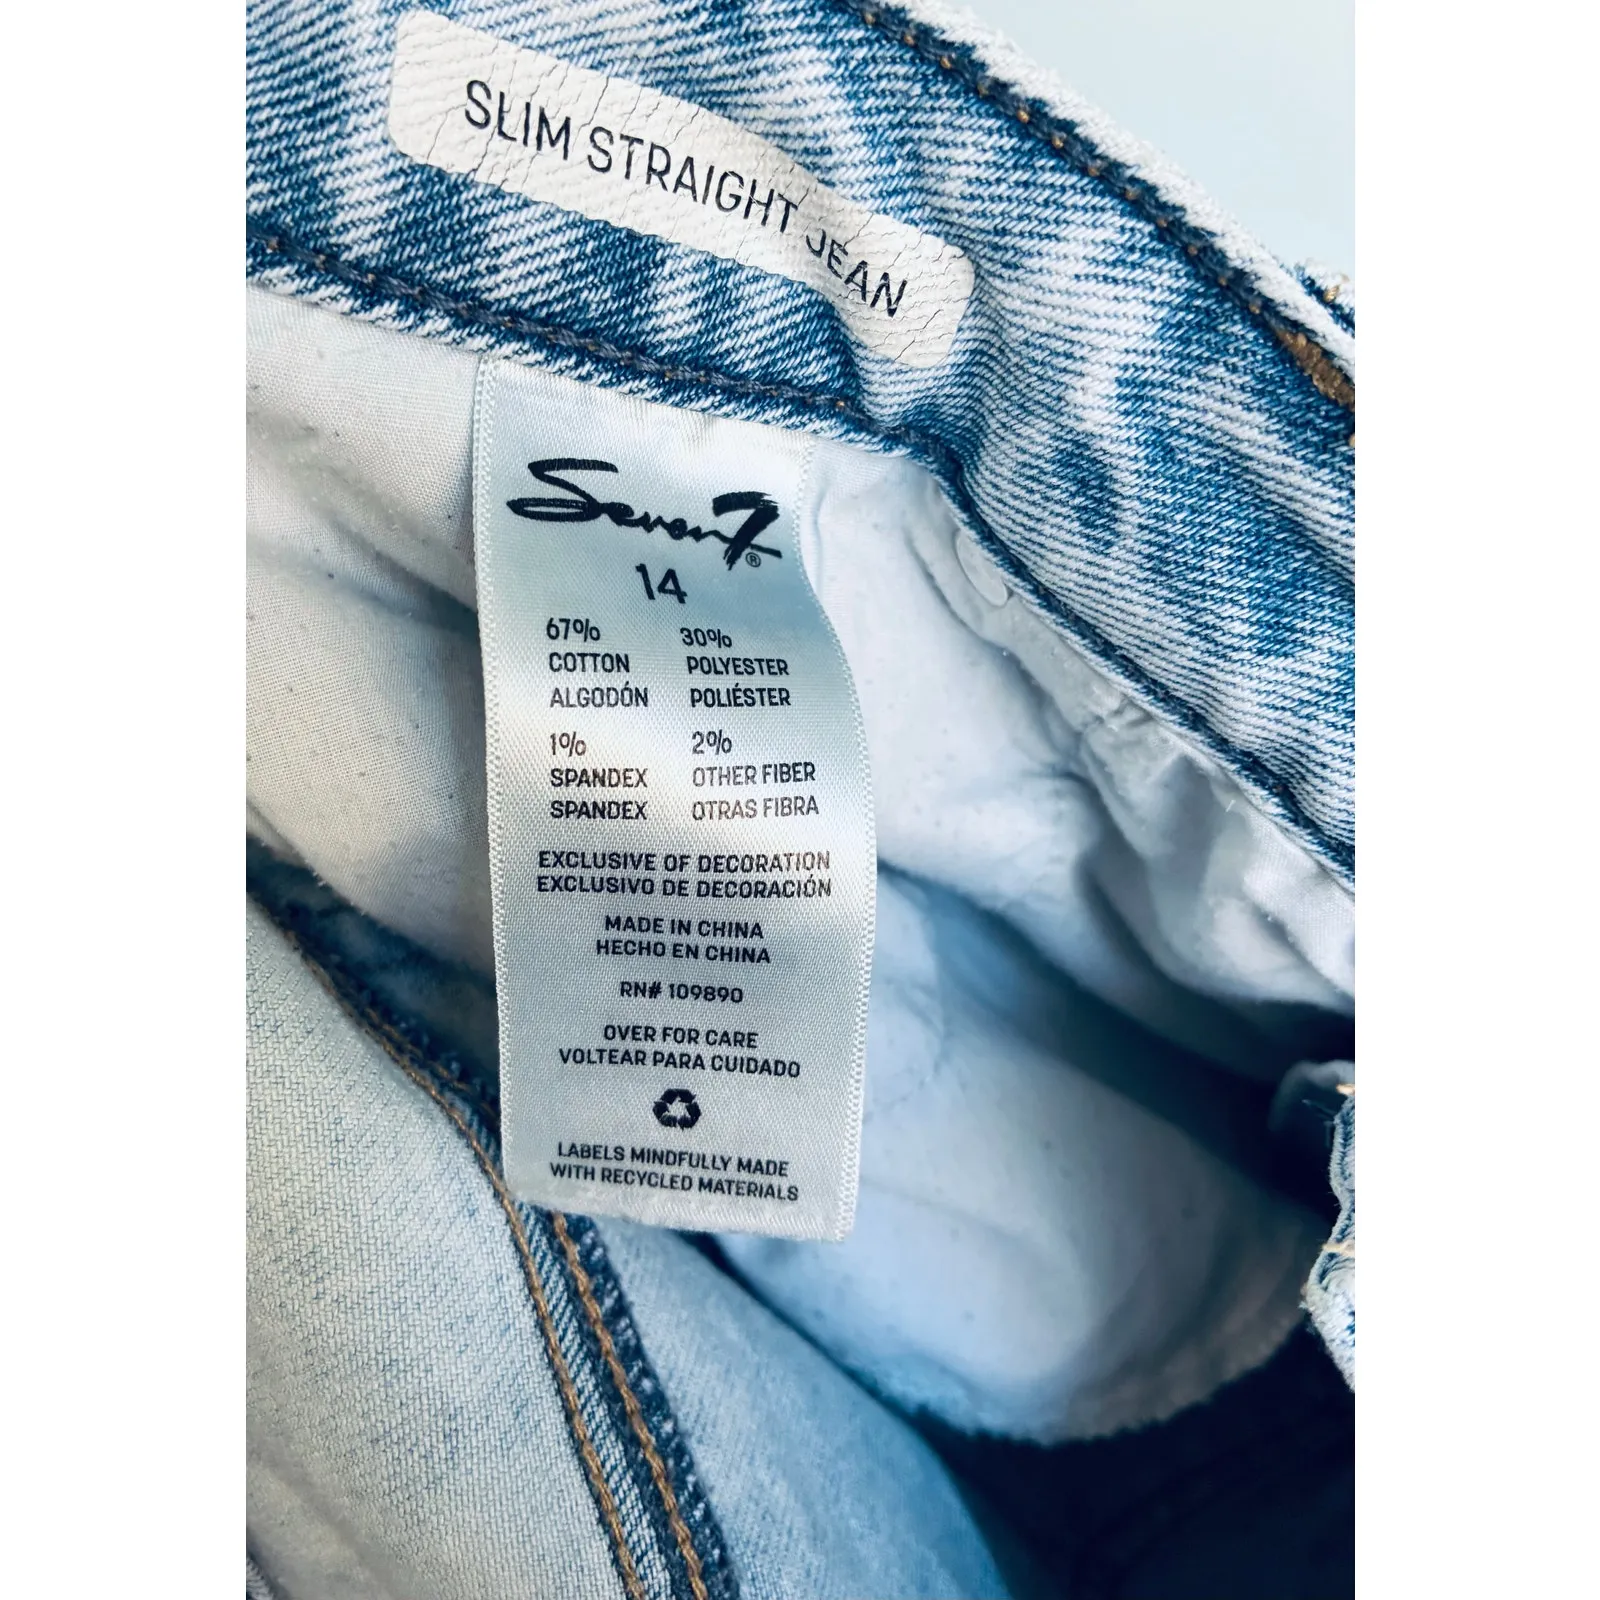 SLIM STRAIGHT JEAN
Seven7®
14
67% 30%
COTTON POLYESTER
ALGODÓN POLIÉSTER
1% 2%
SPANDEX OTHER FIBER
SPANDEX OTRAS FIBRA
EXCLUSIVE OF DECORATION
EXCLUSIVO DE DECORACIÓN
MADE IN CHINA
HECHO EN CHINA
RN# 109890
OVER FOR CARE
VOLTEAR PARA CUIDADO
LABELS MINDFULLY MADE
WITH RECYCLED MATERIALS